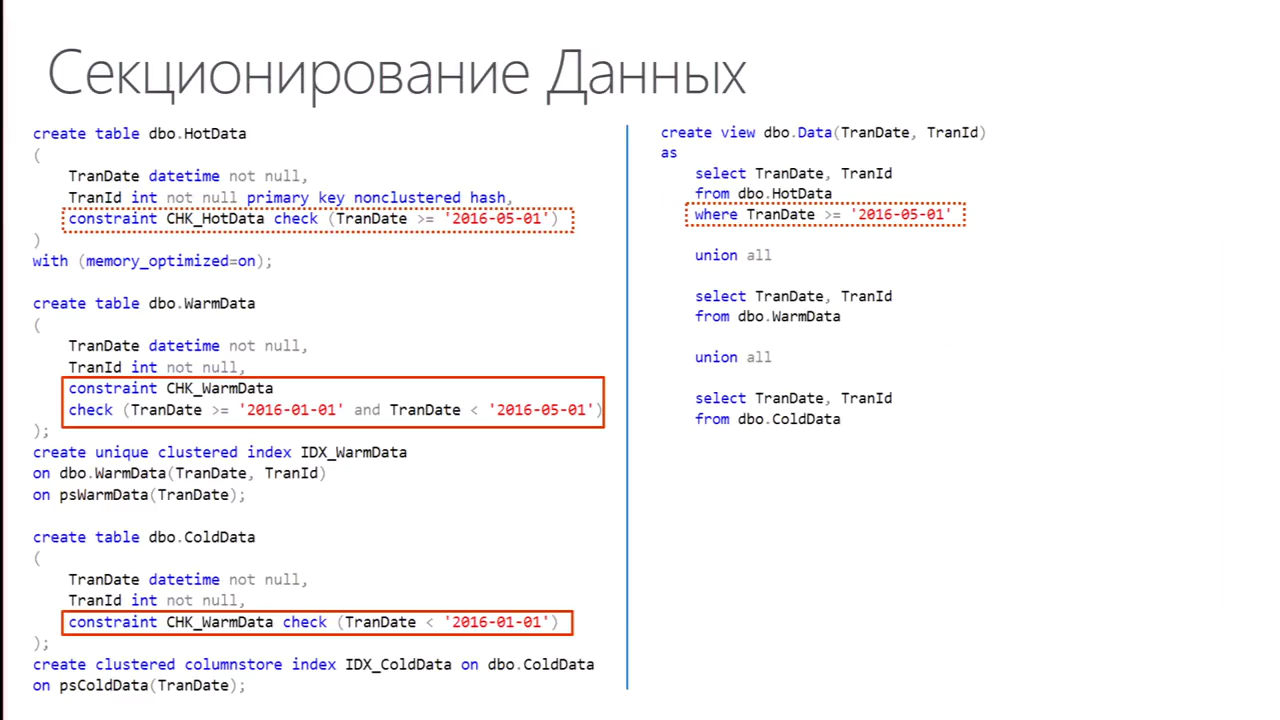 Секционирование Данных
create table dbo.HotData
(
TranDate datetime not null,
TranId int not null primary key nonclustered hash,
constraint CHK_HotData check (TranDate >= '2016-05-01')
)
with (memory_optimized=on);
create table dbo.WarmData
(
TranDate datetime not null,
TranId int not null,
constraint CHK_WarmData
check (TranDate >= '2016-01-01' and TranDate < '2016-05-01')
);
create unique clustered index IDX_WarmData
on dbo.WarmData(TranDate, TranId)
on psWarmData(TranDate);
create table dbo.ColdData
(
TranDate datetime not null,
TranId int not null,
constraint CHK_WarmData check (TranDate < '2016-01-01')
);
create clustered columnstore index IDX_ColdData on dbo.ColdData
on psColdData(TranDate);
create view dbo.Data(TranDate, TranId)
as
select TranDate, TranId
from dbo.HotData
where TranDate >= '2016-05-01'
union all
select TranDate, TranId
from dbo.WarmData
union all
select TranDate, TranId
from dbo.ColdData